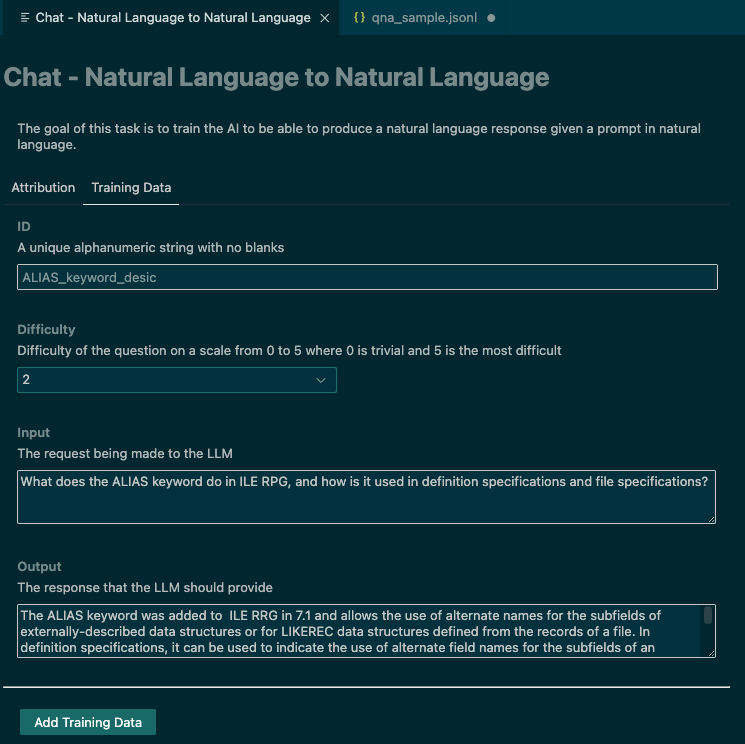 Chat - Natural Language to Natural Language
{} qna_sample.jsonl
Chat - Natural Language to Natural Language
The goal of this task is to train the AI to be able to produce a natural language response given a prompt in natural
language.
Attribution
Training Data
ID
A unique alphanumeric string with no blanks
ALIAS_keyword_desic
Difficulty
Difficulty of the question on a scale from 0 to 5 where 0 is trivial and 5 is the most difficult
2
Input
The request being made to the LLM
What does the ALIAS keyword do in ILE RPG, and how is it used in definition specifications and file specifications?
Output
The response that the LLM should provide
The ALIAS keyword was added to  ILE RRG in 7.1 and allows the use of alternate names for the subfields of
externally-described data structures or for LIKEREC data structures defined from the records of a file. In
definition specifications, it can be used to indicate the use of alternate field names for the subfields of an
Add Training Data